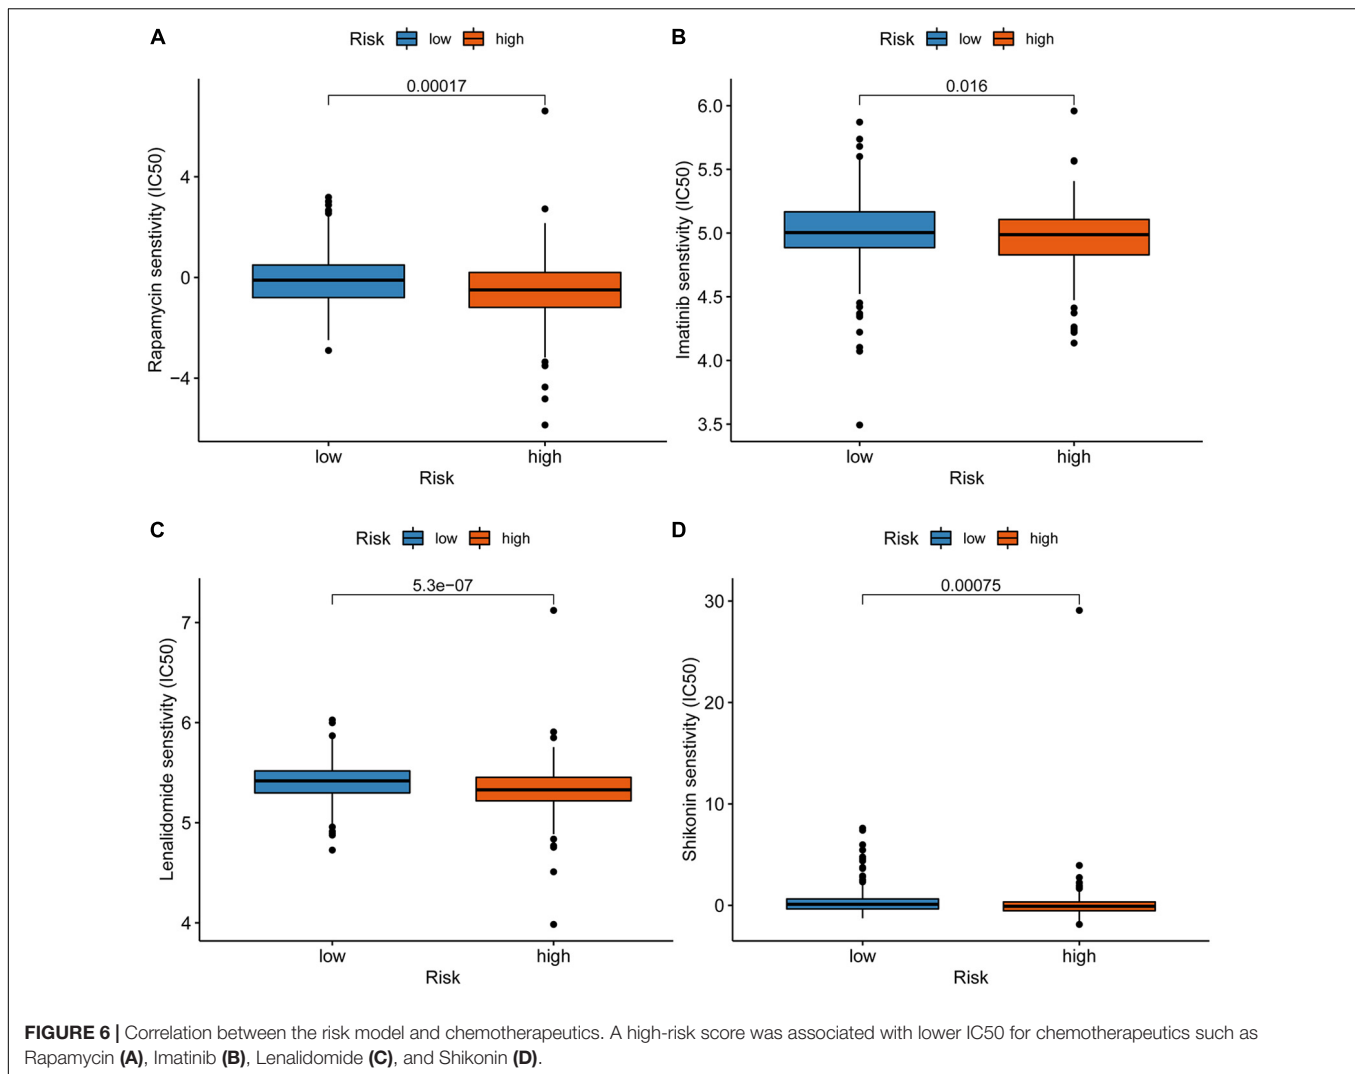 A
Risk low high
0.00017
Rapamycin senstivity (IC50)
4
0
−4
low high
Risk
B
Risk low high
0.016
Imatinib senstivity (IC50)
6.0
5.5
5.0
4.5
4.0
3.5
low high
Risk
C
Risk low high
5.3e−07
Lenalidomide senstivity (IC50)
7
6
5
4
low high
Risk
D
Risk low high
0.00075
Shikonin senstivity (IC50)
30
20
10
0
low high
Risk
FIGURE 6 | Correlation between the risk model and chemotherapeutics. A high-risk score was associated with lower IC50 for chemotherapeutics such as
Rapamycin (A), Imatinib (B), Lenalidomide (C), and Shikonin (D).